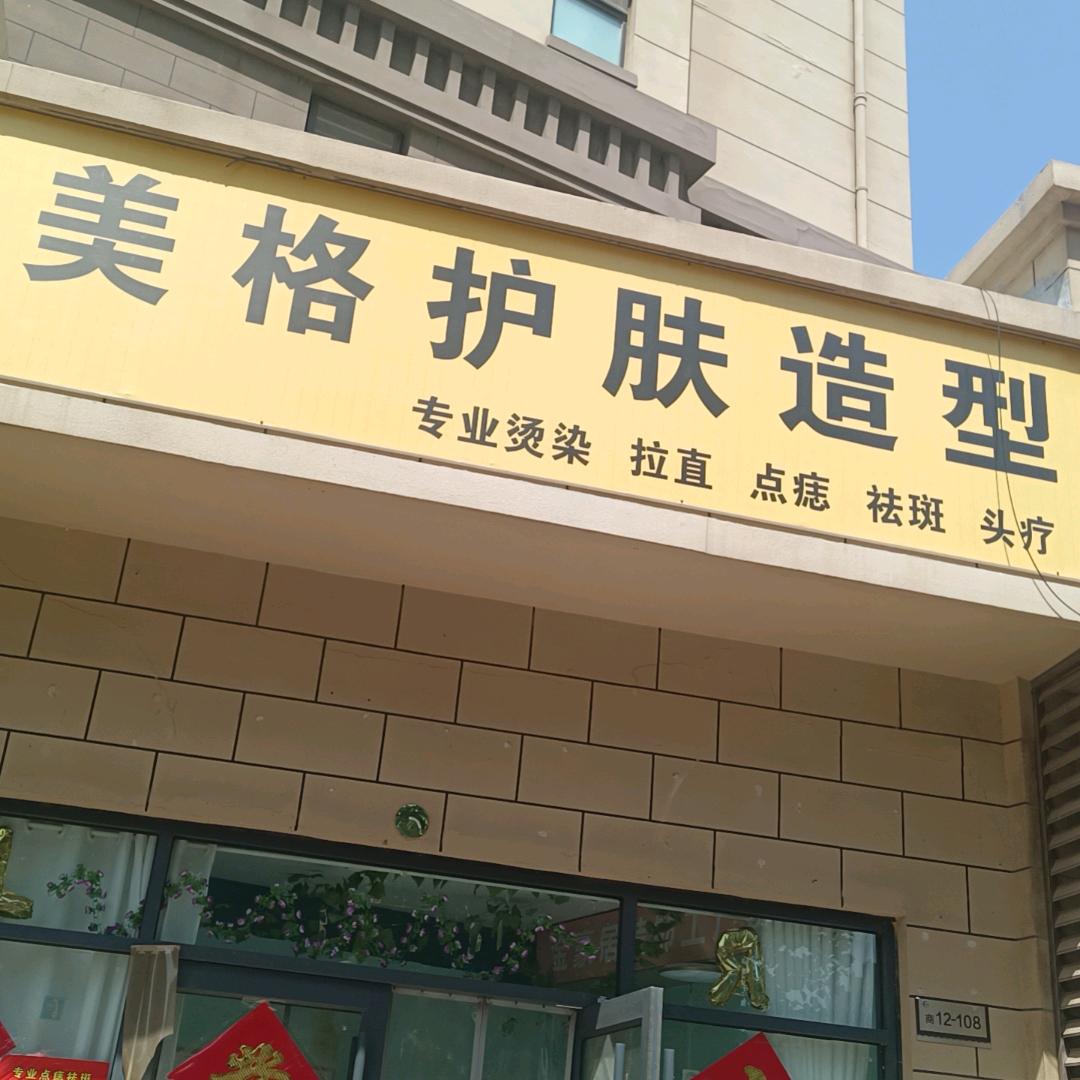 美格护肤造型
专业烫染 拉直 点痣 祛斑 头疗
商12-108
专业点痣祛斑